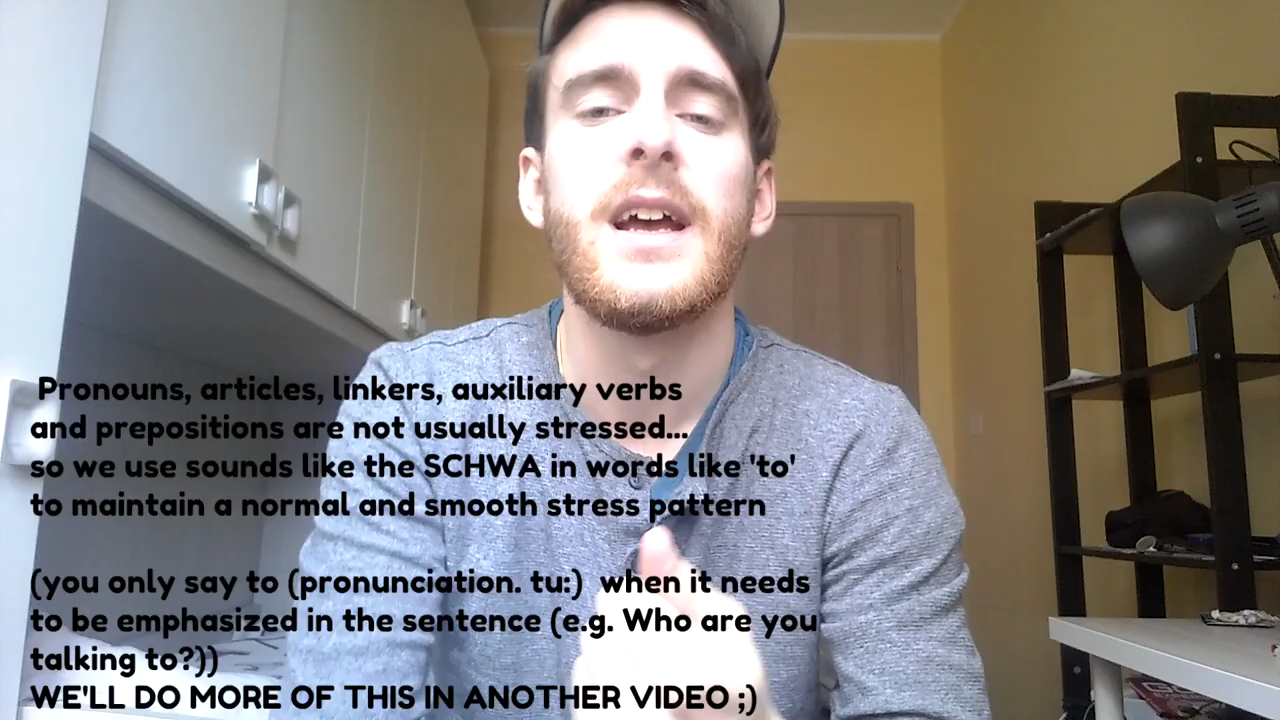 Pronouns, articles, linkers, auxiliary verbs
and prepositions are not usually stressed...
so we use sounds like the SCHWA in words like 'to'
to maintain a normal and smooth stress pattern
(you only say to (pronunciation. tu:) when it needs
to be emphasized in the sentence (e.g. Who are you
talking to?))
WE'LL DO MORE OF THIS IN ANOTHER VIDEO ;)